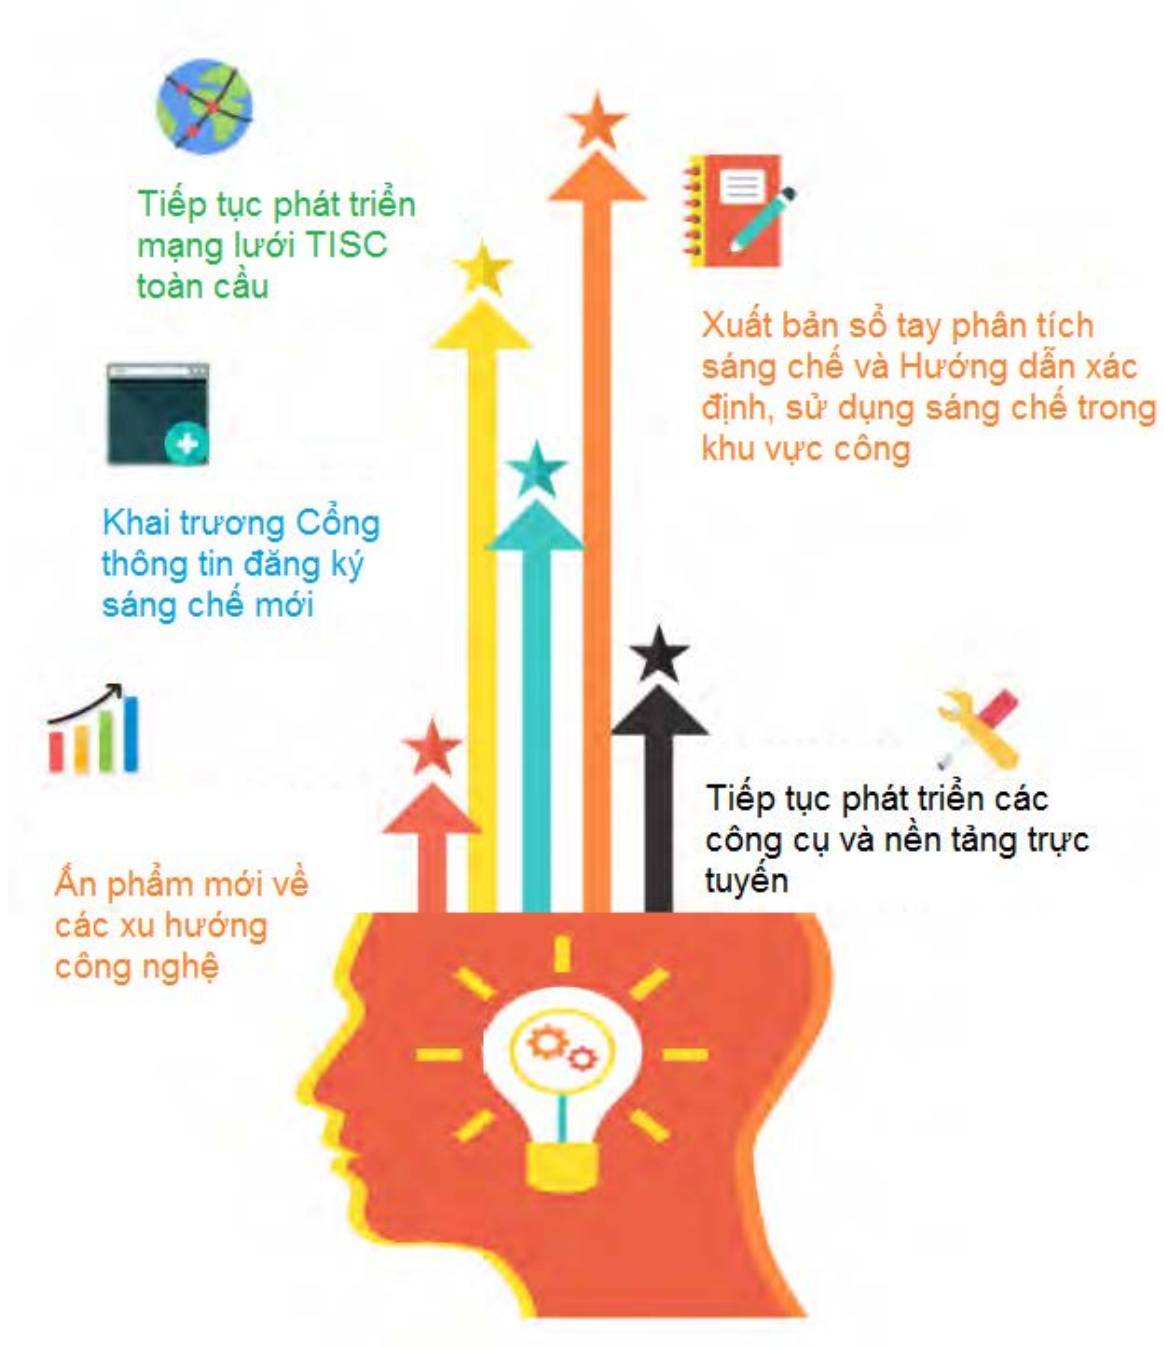 Tiếp tục phát triển
mạng lưới TISC
toàn cầu
Xuất bản sổ tay phân tích
sáng chế và Hướng dẫn xác
định, sử dụng sáng chế trong
khu vực công
Khai trương Cổng
thông tin đăng ký
sáng chế mới
Tiếp tục phát triển các
công cụ và nền tảng trực
tuyến
Ấn phẩm mới về
các xu hướng
công nghệ